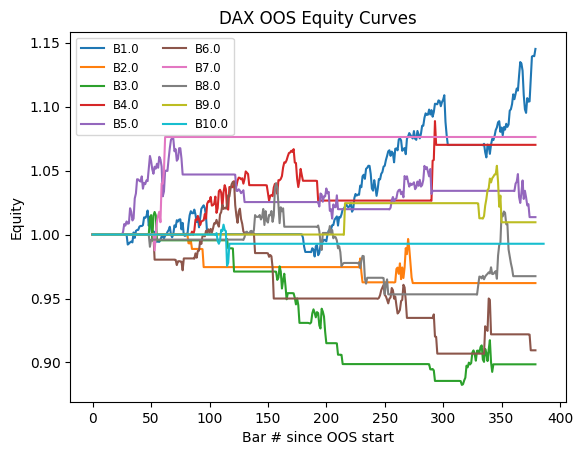 DAX OOS Equity Curves
B1.0
B2.0
B3.0
B4.0
B5.0
B6.0
B7.0
B8.0
B9.0
B10.0
Equity
1.15
1.10
1.05
1.00
0.95
0.90
0
50
100
150
200
250
300
350
400
Bar # since OOS start